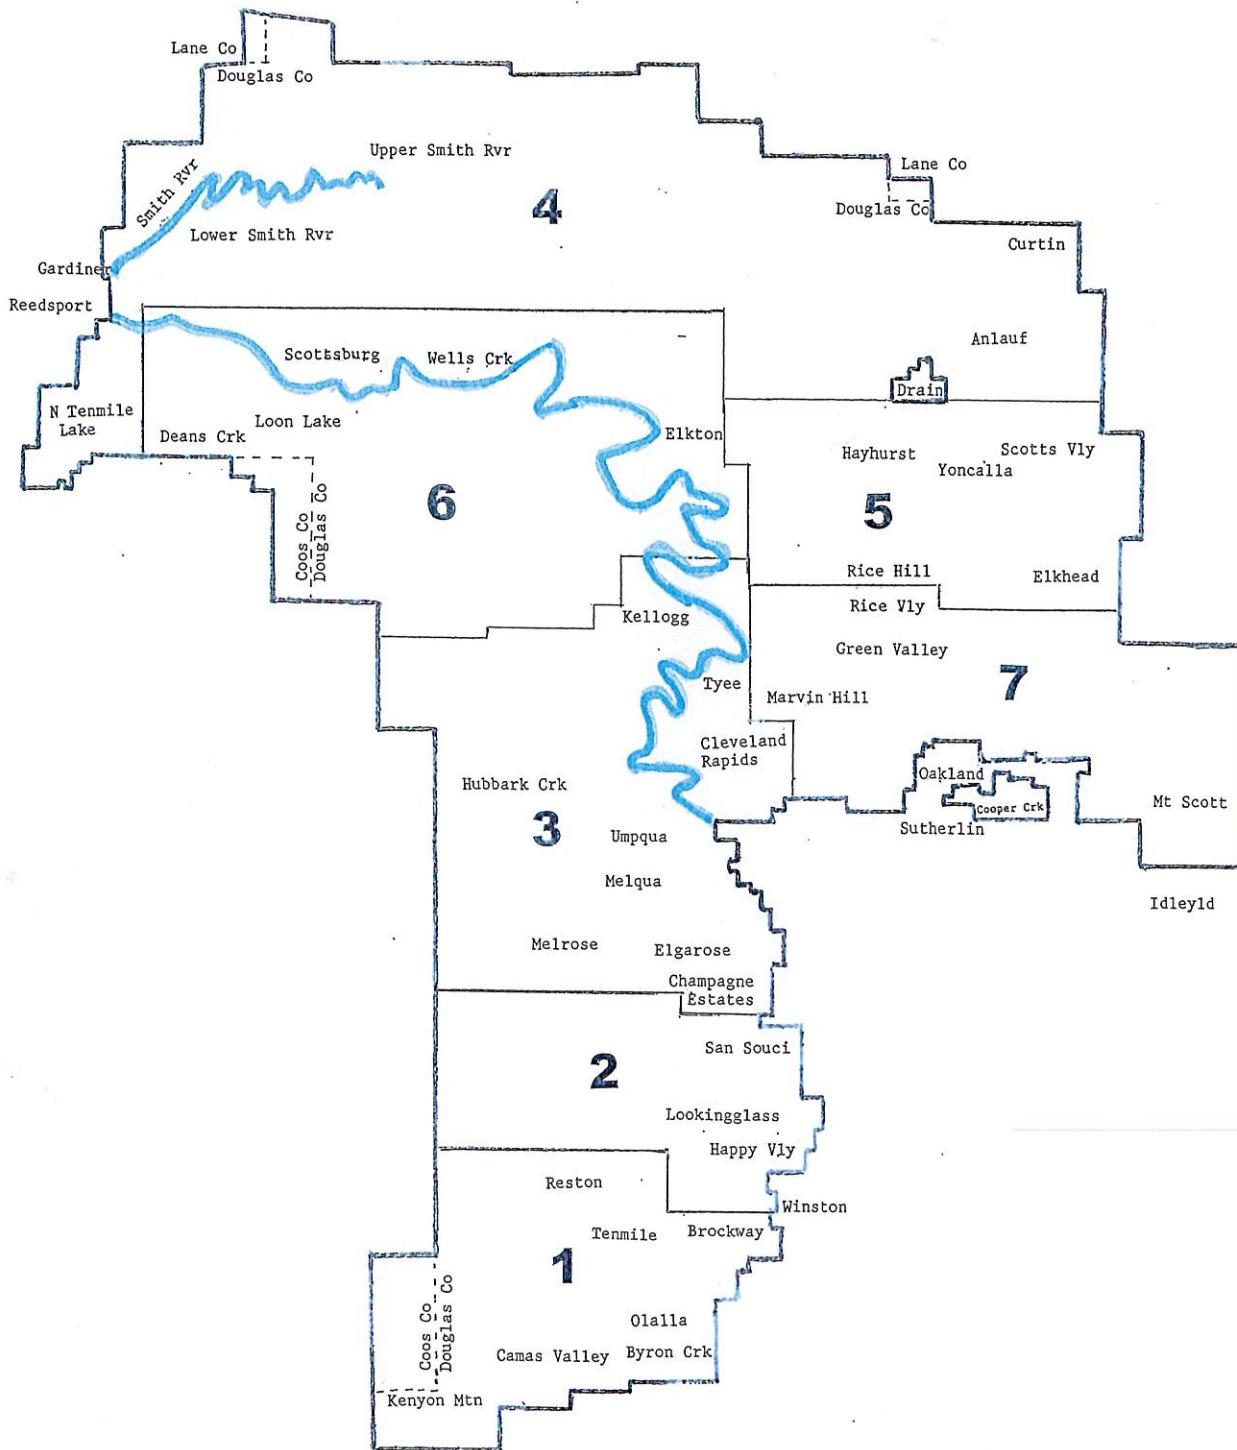 Lane Co
Douglas Co
Upper Smith Rvr
Smith Rvr
4
Lane Co
Douglas Co
Lower Smith Rvr
Curtin
Gardiner
Reedsport
Anlauf
Scottsburg
Wells Crk
Drain
N Tenmile
Lake
Loon Lake
Deans Crk
Elkton
Hayhurst
Scotts Vly
Yoncalla
6
5
Coos Co
Douglas Co
Rice Hill
Elkhead
Rice Vly
Kellogg
Green Valley
7
Tyee
Marvin Hill
Cleveland
Rapids
Hubbark Crk
Oakland
Cooper Crk
Mt Scott
Sutherlin
3
Umpqua
Melqua
Idleyld
Melrose
Elgarose
Champagne
Estates
San Souci
2
Lookingglass
Happy Vly
Reston
Winston
Tenmile
Brockway
1
Coos Co
Douglas Co
Olalla
Camas Valley
Byron Crk
Kenyon Mtn